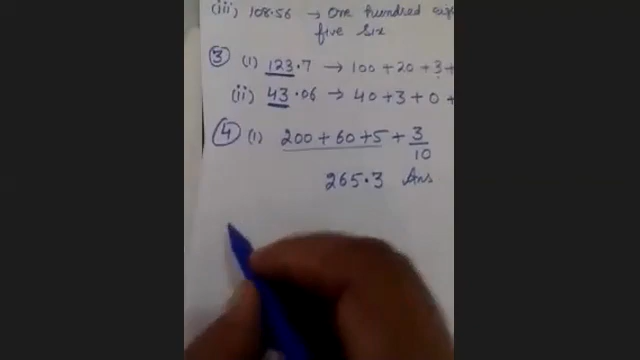 (iii) 108.56 → One hundred
five six
③ (i) 123.7 → 100+20+3+
(ii) 43.06 → 40+3+0+
④ (i) 200+60+5+3/10
265.3 Ans